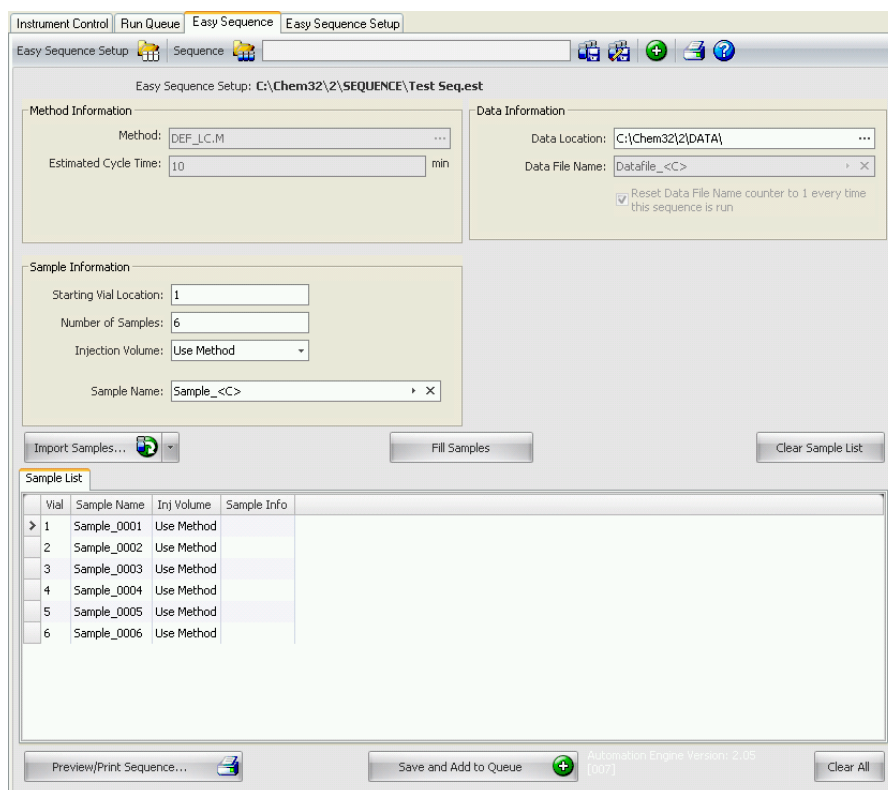 Instrument Control Run Queue Easy Sequence Easy Sequence Setup
Easy Sequence Setup Sequence
Easy Sequence Setup: C:\Chem32\2\SEQUENCE\Test Seq.est
Method Information
Method: DEF_LC.M ...
Estimated Cycle Time: 10 min
Data Information
Data Location: C:\Chem32\2\DATA\ ...
Data File Name: Datafile_<C>
Reset Data File Name counter to 1 every time
this sequence is run
Sample Information
Starting Vial Location: 1
Number of Samples: 6
Injection Volume: Use Method
Sample Name: Sample_<C>
Import Samples... Fill Samples Clear Sample List
Sample List
Vial Sample Name Inj Volume Sample Info
1 Sample_0001 Use Method
2 Sample_0002 Use Method
3 Sample_0003 Use Method
4 Sample_0004 Use Method
5 Sample_0005 Use Method
6 Sample_0006 Use Method
Preview/Print Sequence... Save and Add to Queue
Automation Engine Version: 2.05
[007]
Clear All